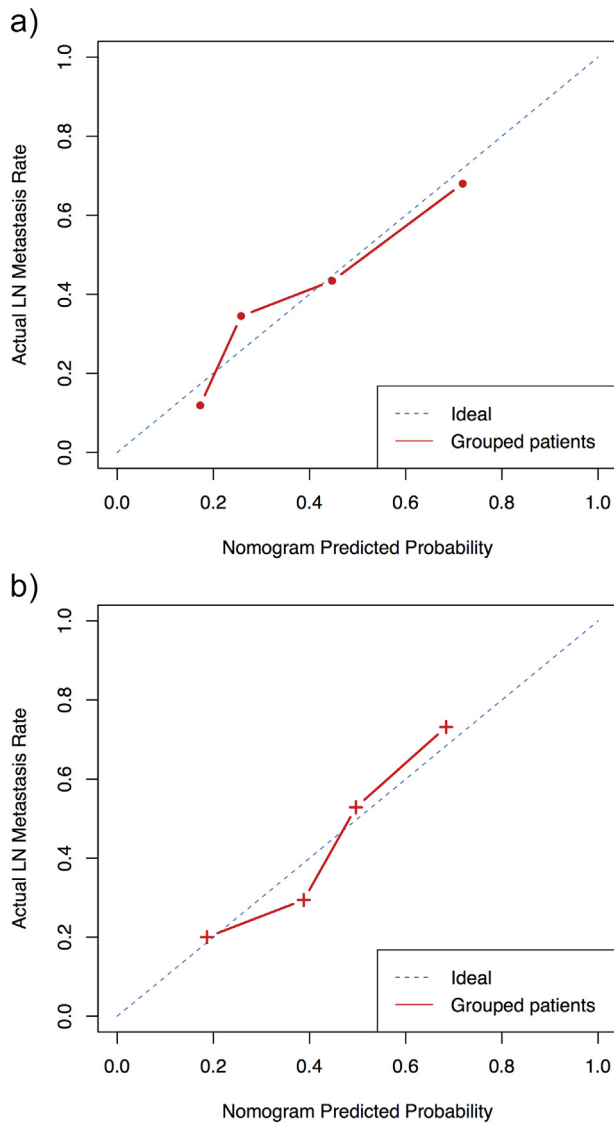 a)
Actual LN Metastasis Rate
1.0
0.8
0.6
0.4
0.2
0.0
Ideal
Grouped patients
0.0 0.2 0.4 0.6 0.8 1.0
Nomogram Predicted Probability
b)
Actual LN Metastasis Rate
1.0
0.8
0.6
0.4
0.2
0.0
Ideal
Grouped patients
0.0 0.2 0.4 0.6 0.8 1.0
Nomogram Predicted Probability